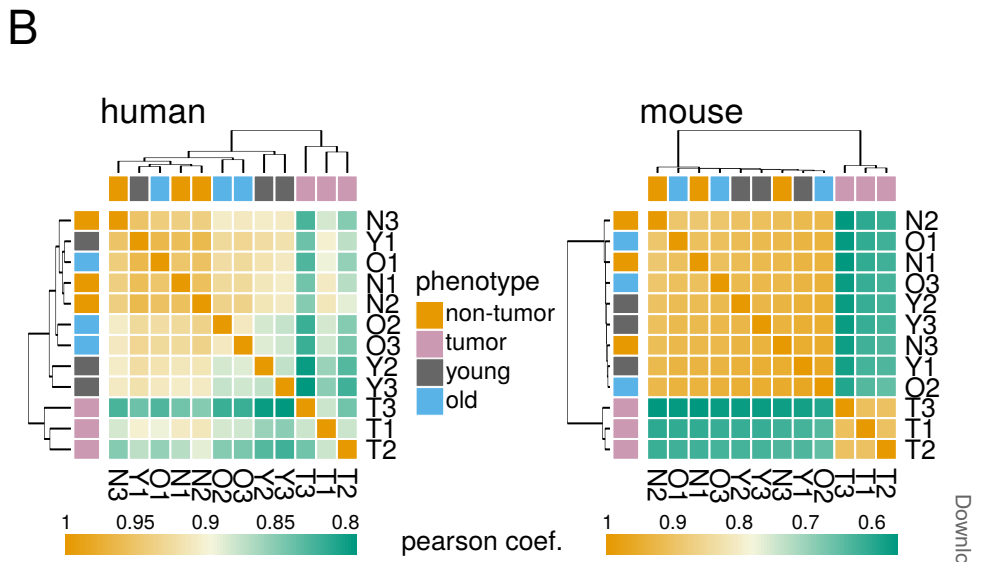 B
human
mouse
N3
Y1
O1
N1
N2
O2
O3
Y2
Y3
T3
T1
T2
phenotype
non-tumor
tumor
young
old
N2
O1
N1
O3
Y2
Y3
N3
Y1
O2
T3
T1
T2
N3 Y1 O1 N1 N2 O2 O3 Y2 Y3 T3 T1 T2
N2 O1 N1 O3 Y2 Y3 N3 Y1 O2 T3 T1 T2
1 0.95 0.9 0.85 0.8
pearson coef.
1 0.9 0.8 0.7 0.6
Downlo